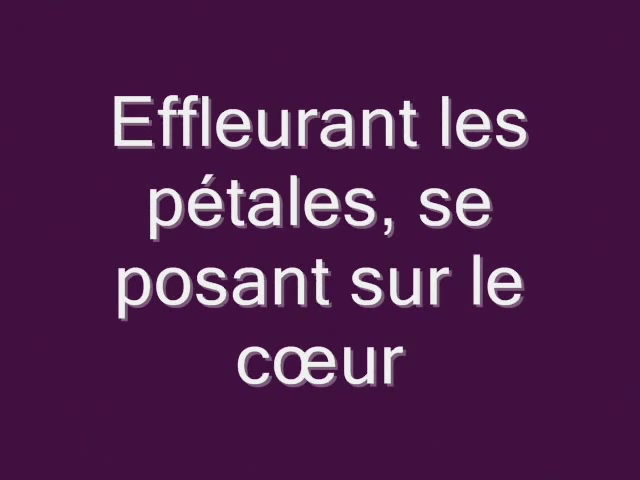 Effleurant les
pétales, se
posant sur le
cœur